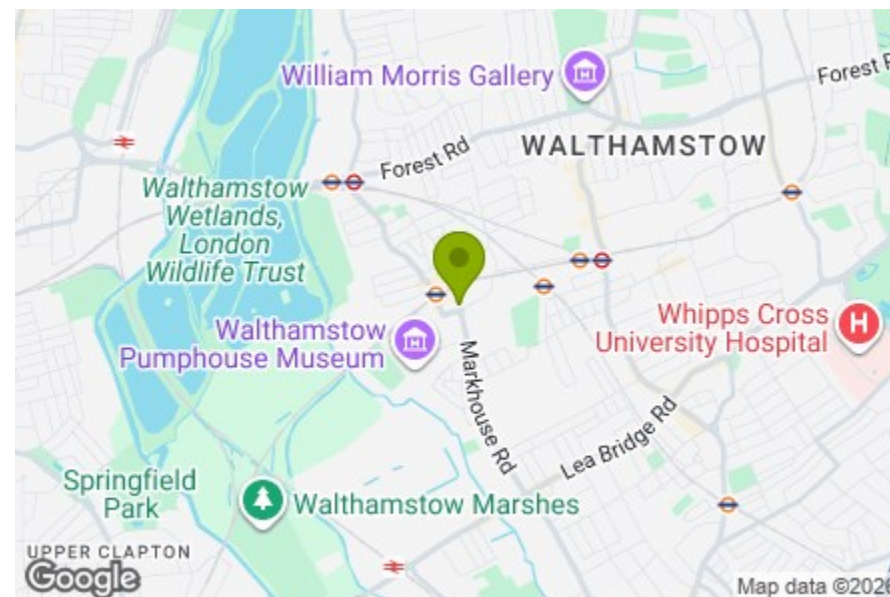 William Morris Gallery
Forest R
WALTHAMSTOW
Forest Rd
Walthamstow
Wetlands,
London
Wildlife Trust
Whipps Cross
University Hospital
H
Walthamstow
Pumphouse Museum
Markhouse Rd
Lea Bridge Rd
Springfield
Park
Walthamstow Marshes
UPPER CLAPTON
Google
Map data ©2026